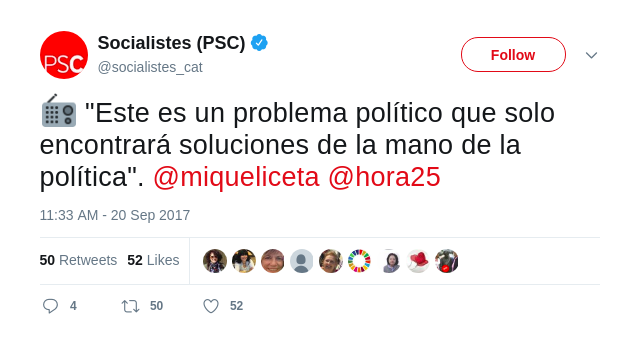 PSC
Socialistes (PSC)
@socialistes_cat
Follow
"Este es un problema político que solo
encontrará soluciones de la mano de la
política". @miqueliceta @hora25
11:33 AM - 20 Sep 2017
50 Retweets 52 Likes
4 50 52